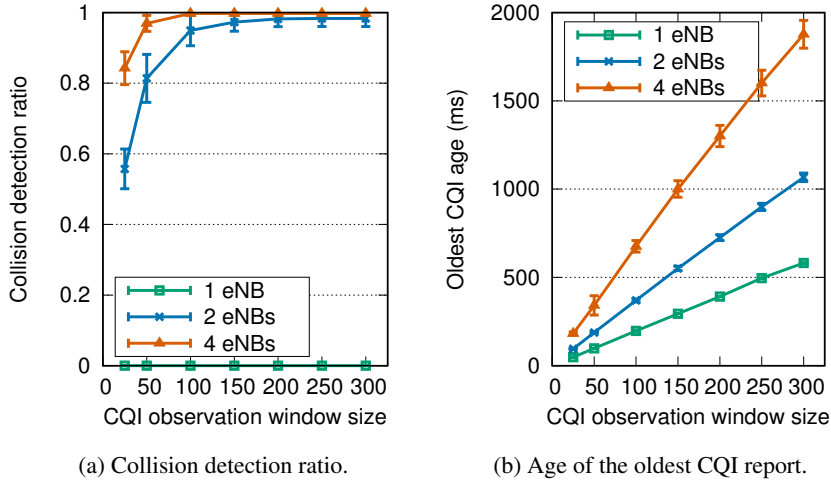 Collision detection ratio
1
0.8
0.6
0.4
0.2
0
1 eNB
2 eNBs
4 eNBs
0 50 100 150 200 250 300
CQI observation window size
(a) Collision detection ratio.
Oldest CQI age (ms)
2000
1500
1000
500
0
1 eNB
2 eNBs
4 eNBs
0 50 100 150 200 250 300
CQI observation window size
(b) Age of the oldest CQI report.